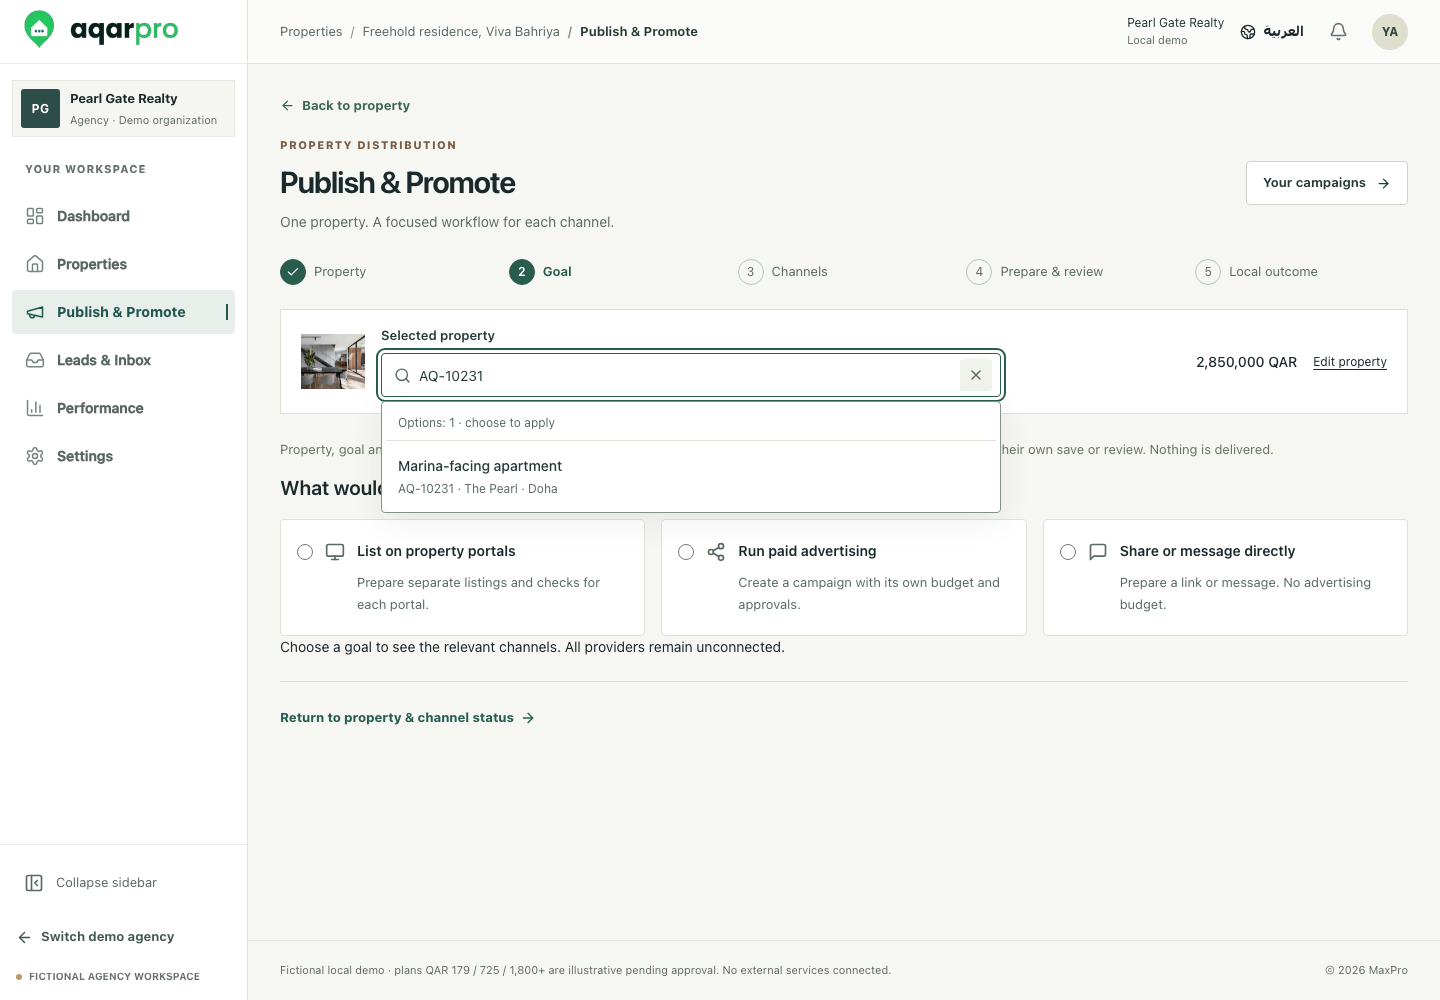 aqarpro
Properties / Freehold residence, Viva Bahriya / Publish & Promote
Pearl Gate Realty
Local demo
العربية
YA
PG
Pearl Gate Realty
Agency · Demo organization
YOUR WORKSPACE
Dashboard
Properties
Publish & Promote
Leads & Inbox
Performance
Settings
Collapse sidebar
Switch demo agency
FICTIONAL AGENCY WORKSPACE
Back to property
PROPERTY DISTRIBUTION
Publish & Promote
Your campaigns
One property. A focused workflow for each channel.
Property
2 Goal
3 Channels
4 Prepare & review
5 Local outcome
Selected property
AQ-10231
2,850,000 QAR
Edit property
Options: 1 · choose to apply
Marina-facing apartment
AQ-10231 · The Pearl · Doha
Property, goal
their own save or review. Nothing is delivered.
What would
List on property portals
Prepare separate listings and checks for
each portal.
Run paid advertising
Create a campaign with its own budget and
approvals.
Share or message directly
Prepare a link or message. No advertising
budget.
Choose a goal to see the relevant channels. All providers remain unconnected.
Return to property & channel status
Fictional local demo · plans QAR 179 / 725 / 1,800+ are illustrative pending approval. No external services connected.
© 2026 MaxPro